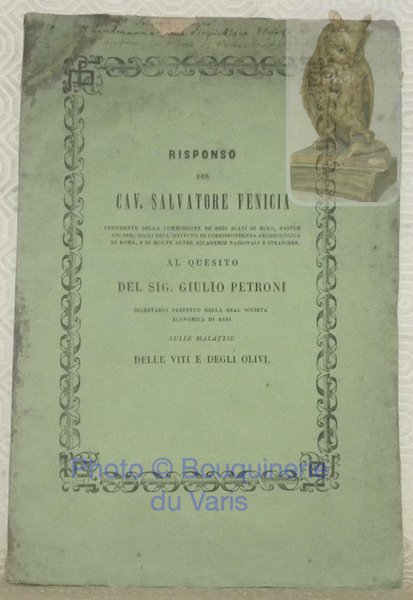 RISPONSO
DEL
CAV. SALVATORE FENICIA
PRESIDENTE DELLA COMMISSIONE DE' REGI SCAVI DI RUVO, PASTOR
ARCADE, SOCIO DELL'ISTITUTO DI CORRISPONDENZA ARCHEOLOGICA
DI ROMA, E DI MOLTE ALTRE ACCADEMIE NAZIONALI E STRANIERE.
AL QUESITO
DEL SIG. GIULIO PETRONI
SEGRETARIO PERPETUO DELLA REAL SOCIETA'
ECONOMICA DI BARI
SULLE MALATTIE
DELLE VITI E DEGLI OLIVI.
Photo © Bouquinerie
du Varis